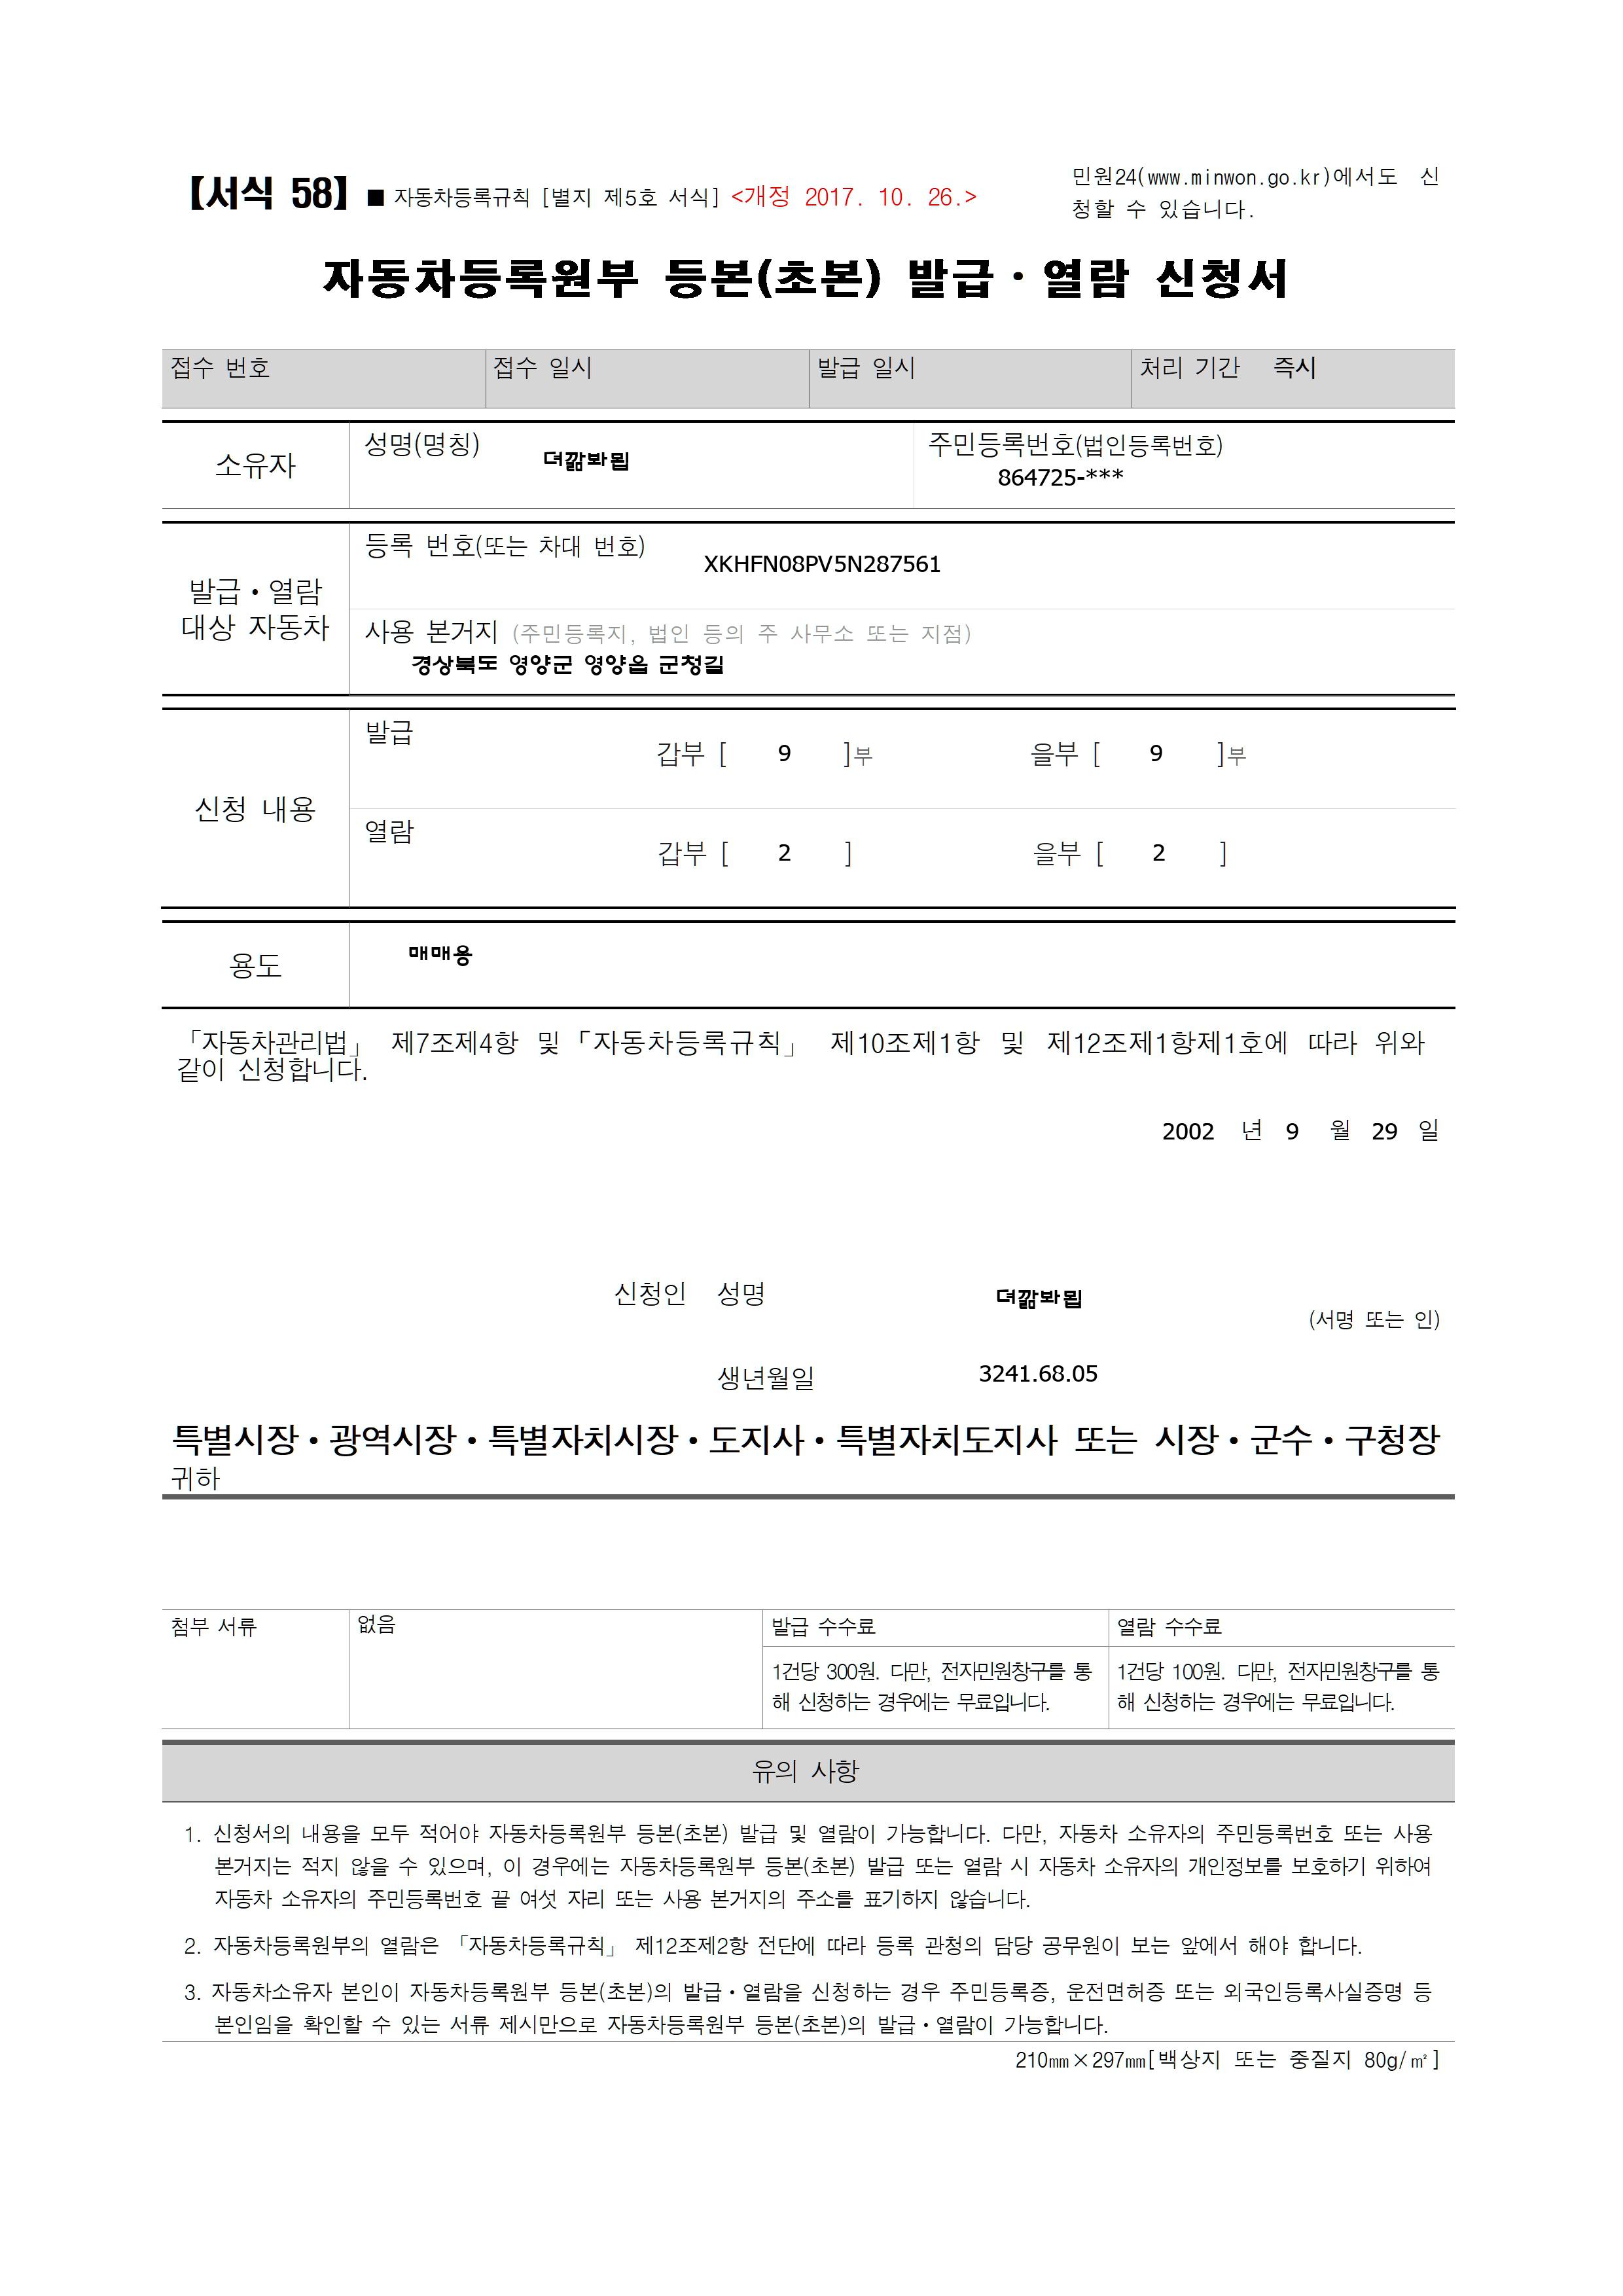 【서식 58】 ■ 자동차등록규칙 [별지 제5호 서식] <개정 2017. 10. 26.>
민원24(www.minwon.go.kr)에서도 신
청할 수 있습니다.
자동차등록원부 등본(초본) 발급·열람 신청서
접수 번호 접수 일시 발급 일시 처리 기간 즉시
소유자 성명(명칭) 주민등록번호(법인등록번호)
864725-***
등록 번호(또는 차대 번호) XKHFN08PV5N287561
발급·열람
대상 자동차
사용 본거지 (주민등록지, 법인 등의 주 사무소 또는 지점)
경상북도 영양군 영양읍 군청길
발급
갑부 [ 9 ]부 을부 [ 9 ]부
신청 내용
열람
갑부 [ 2 ] 을부 [ 2 ]
용도 매매용
「자동차관리법」 제7조제4항 및 「자동차등록규칙」 제10조제1항 및 제12조제1항제1호에 따라 위와
같이 신청합니다.
2002 년 9 월 29 일
신청인 성명
(서명 또는 인)
생년월일 3241.68.05
특별시장·광역시장·특별자치시장·도지사·특별자치도지사 또는 시장·군수·구청장
귀하
첨부 서류 없음 발급 수수료 열람 수수료
1건당 300원. 다만, 전자민원창구를 통
해 신청하는 경우에는 무료입니다.
1건당 100원. 다만, 전자민원창구를 통
해 신청하는 경우에는 무료입니다.
유의 사항
1. 신청서의 내용을 모두 적어야 자동차등록원부 등본(초본) 발급 및 열람이 가능합니다. 다만, 자동차 소유자의 주민등록번호 또는 사용
본거지는 적지 않을 수 있으며, 이 경우에는 자동차등록원부 등본(초본) 발급 또는 열람 시 자동차 소유자의 개인정보를 보호하기 위하여
자동차 소유자의 주민등록번호 끝 여섯 자리 또는 사용 본거지의 주소를 표기하지 않습니다.
2. 자동차등록원부의 열람은 「자동차등록규칙」 제12조제2항 전단에 따라 등록 관청의 담당 공무원이 보는 앞에서 해야 합니다.
3. 자동차소유자 본인이 자동차등록원부 등본(초본)의 발급·열람을 신청하는 경우 주민등록증, 운전면허증 또는 외국인등록사실증명 등
본인임을 확인할 수 있는 서류 제시만으로 자동차등록원부 등본(초본)의 발급·열람이 가능합니다.
210㎜×297㎜[백상지 또는 중질지 80g/㎡]